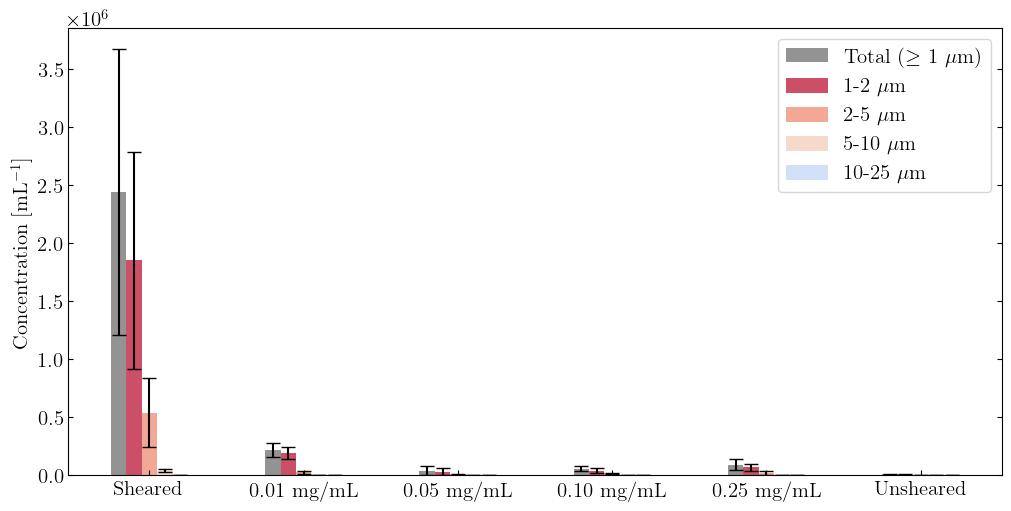 ×10⁶
Concentration [mL⁻¹]
3.5
3.0
2.5
2.0
1.5
1.0
0.5
0.0
Total (≥ 1 μm)
1-2 μm
2-5 μm
5-10 μm
10-25 μm
Sheared 0.01 mg/mL 0.05 mg/mL 0.10 mg/mL 0.25 mg/mL Unsheared